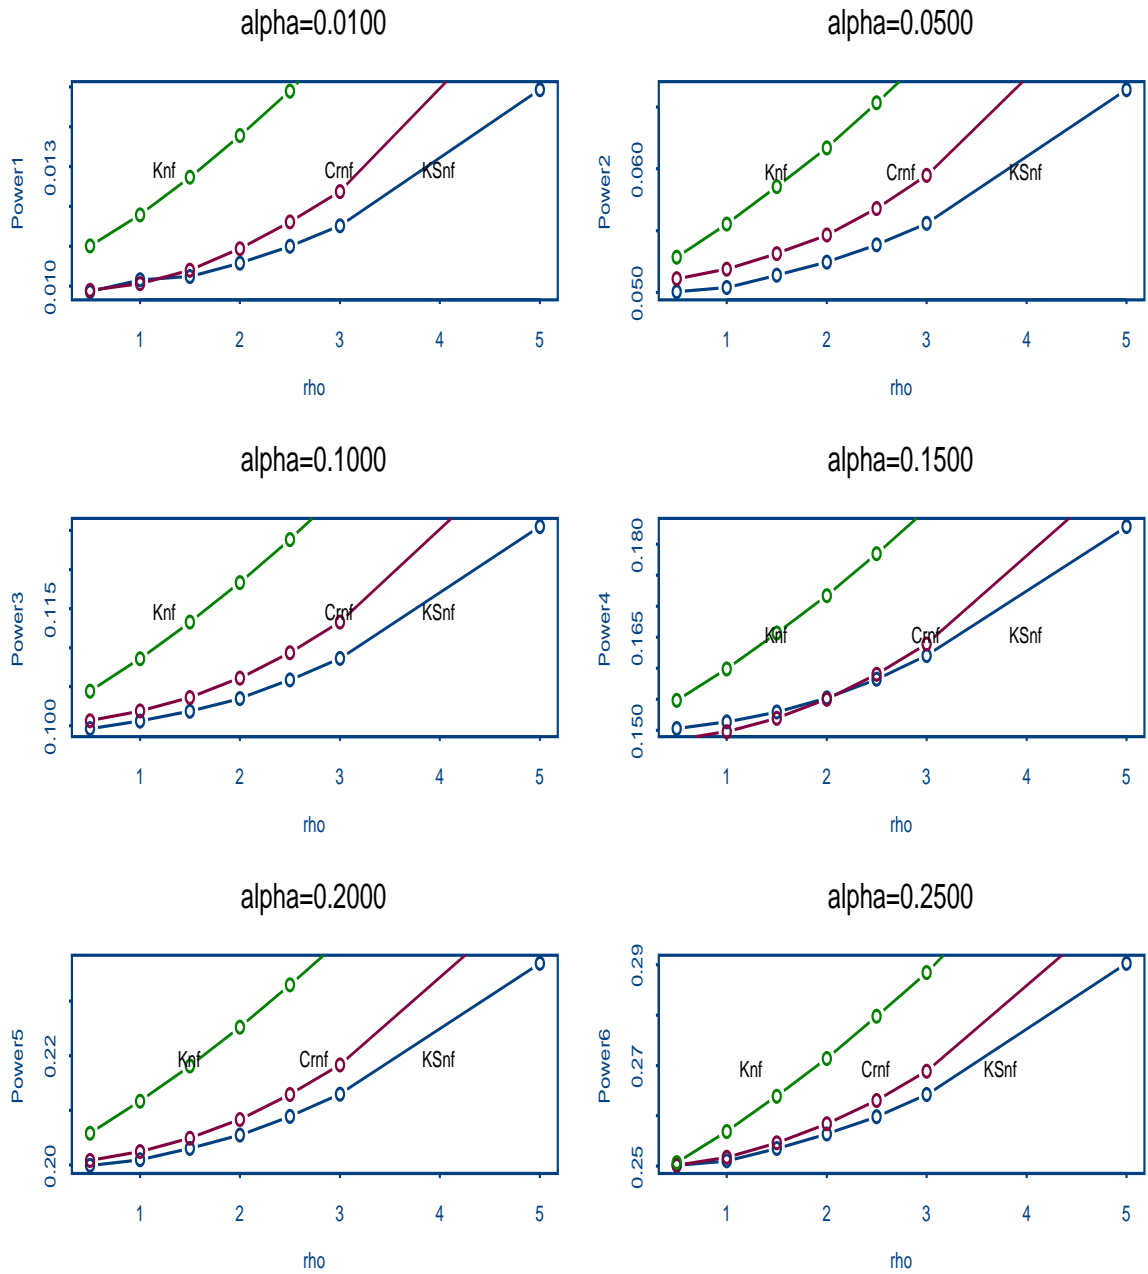 alpha=0.0100
Power1
0.013
0.010
Knf
Crnf
KSnf
1 2 3 4 5
rho
alpha=0.0500
Power2
0.060
0.050
Knf
Crnf
KSnf
1 2 3 4 5
rho
alpha=0.1000
Power3
0.115
0.100
Knf
Crnf
KSnf
1 2 3 4 5
rho
alpha=0.1500
Power4
0.180
0.165
0.150
Knf
Crnf
KSnf
1 2 3 4 5
rho
alpha=0.2000
Power5
0.22
0.20
Knf
Crnf
KSnf
1 2 3 4 5
rho
alpha=0.2500
Power6
0.29
0.27
0.25
Knf
Crnf
KSnf
1 2 3 4 5
rho